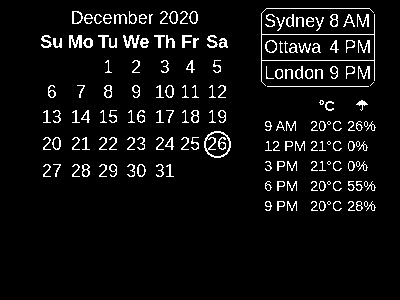 December 2020
Su Mo Tu We Th Fr Sa
1 2 3 4 5
6 7 8 9 10 11 12
13 14 15 16 17 18 19
20 21 22 23 24 25 26
27 28 29 30 31
Sydney 8 AM
Ottawa 4 PM
London 9 PM
°C ☂
9 AM 20°C 26%
12 PM 21°C 0%
3 PM 21°C 0%
6 PM 20°C 55%
9 PM 20°C 28%